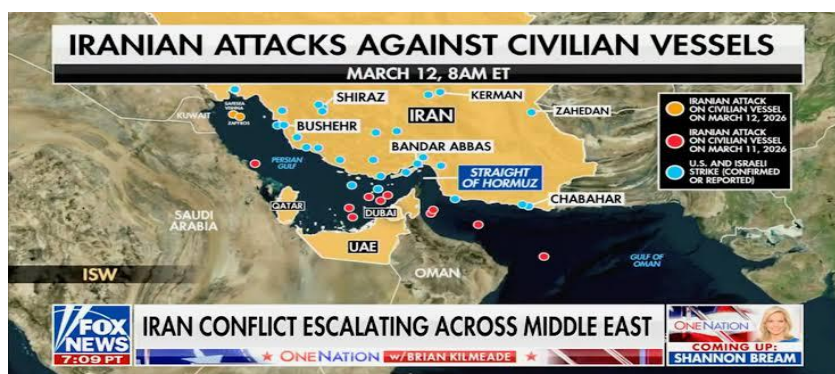 IRANIAN ATTACKS AGAINST CIVILIAN VESSELS
MARCH 12, 8AM ET
SHIRAZ
KERMAN
IRAN
ZAHEDAN
KUWAIT
ZAFEROS
BUSHEHR
BANDAR ABBAS
PERSIAN
GULF
STRAIGHT
OF HORMUZ
CHABAHAR
QATAR
DUBAI
SAUDI
ARABIA
UAE
OMAN
GULF OF
OMAN
IRANIAN ATTACK
ON CIVILIAN VESSEL
ON MARCH 12, 2026
IRANIAN ATTACK
ON CIVILIAN VESSEL
ON MARCH 11, 2026
U.S. AND ISRAELI
STRIKE (CONFIRMED
OR REPORTED)
ISW
FOX
NEWS
7:09 PT
IRAN CONFLICT ESCALATING ACROSS MIDDLE EAST
ONENATION W/BRIAN KILMEADE
ONENATION
COMING UP:
SHANNON BREAM